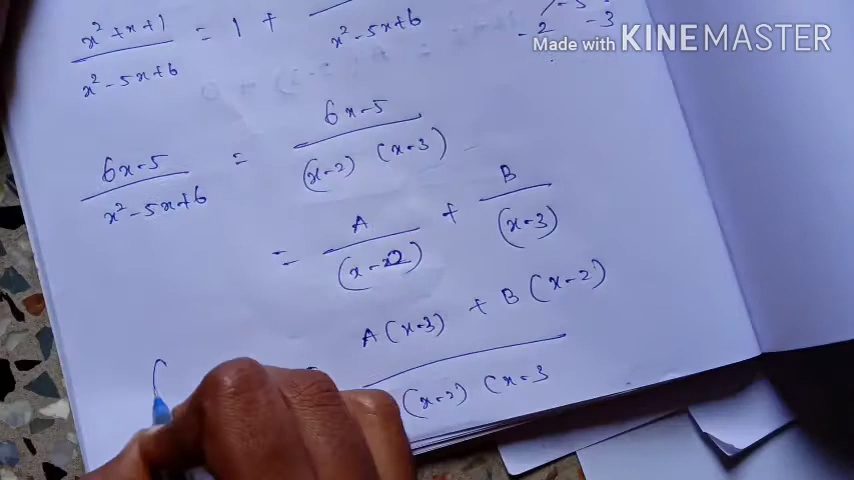 x² + x + 1 / x² - 5x + 6 = 1 + / x² - 5x + 6
-2 -3
Made with KINEMASTER
6x - 5 / x² - 5x + 6 = 6x - 5 / (x-2) (x-3)
= A / (x - 2) + B / (x-3)
A(x-3) + B(x-2)
(x-2) (x-3